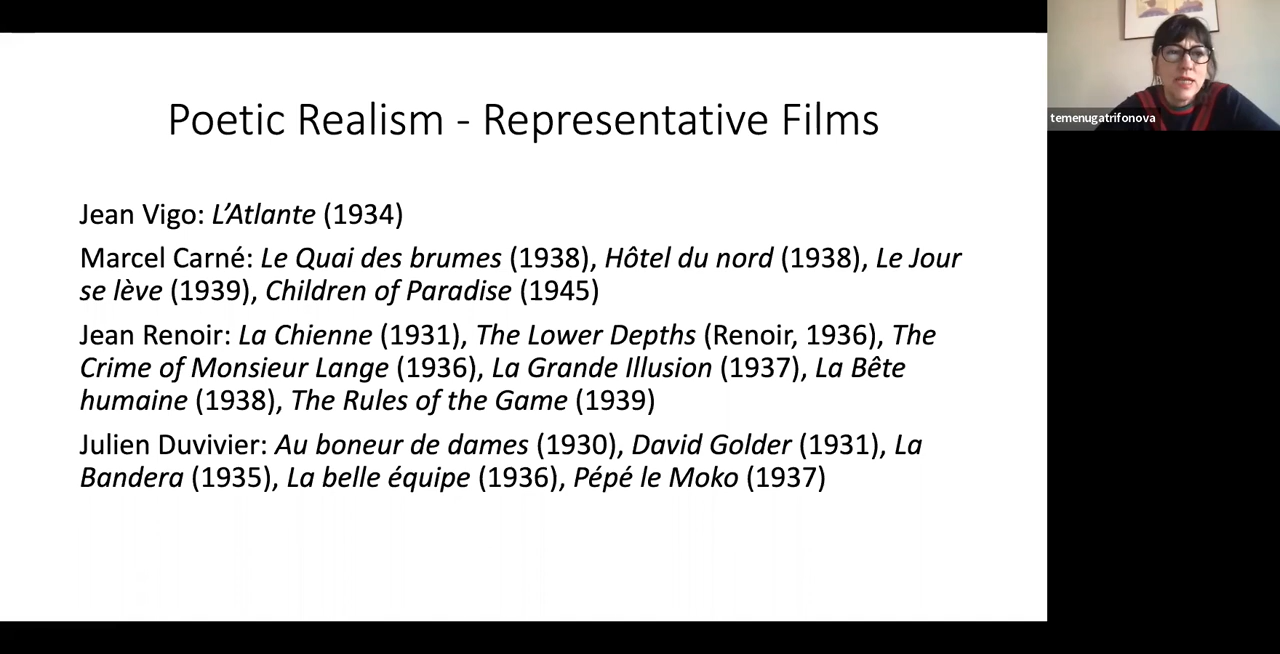 Poetic Realism - Representative Films
temenugatrifonova
Jean Vigo: L’Atlante (1934)
Marcel Carné: Le Quai des brumes (1938), Hôtel du nord (1938), Le Jour
se lève (1939), Children of Paradise (1945)
Jean Renoir: La Chienne (1931), The Lower Depths (Renoir, 1936), The
Crime of Monsieur Lange (1936), La Grande Illusion (1937), La Bête
humaine (1938), The Rules of the Game (1939)
Julien Duvivier: Au boneur de dames (1930), David Golder (1931), La
Bandera (1935), La belle équipe (1936), Pépé le Moko (1937)